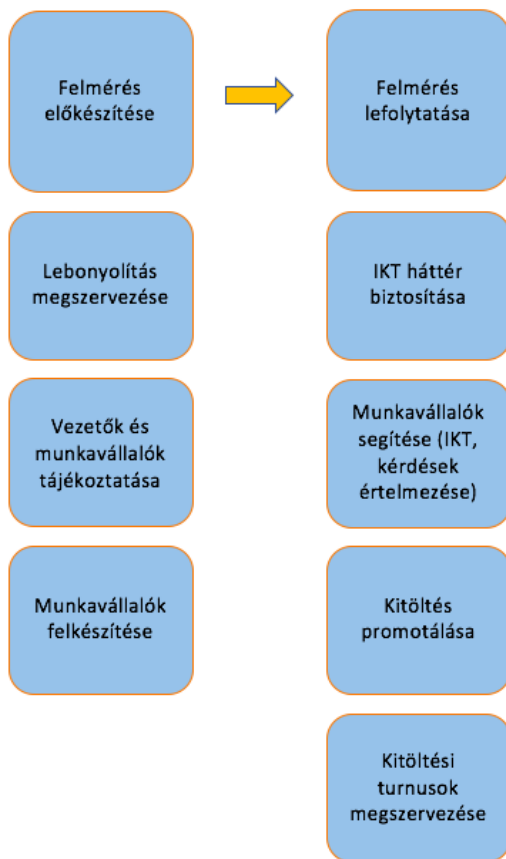 Felmérés
előkészítése
Felmérés
lefolytatása
Lebonyolítás
megszervezése
IKT háttér
biztosítása
Vezetők és
munkavállalók
tájékoztatása
Munkavállalók
segítése (IKT,
kérdések
értelmezése)
Munkavállalók
felkészítése
Kitöltés
promotálása
Kitöltési
turnusok
megszervezése